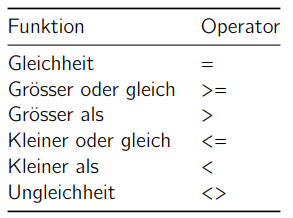 Funktion Operator
Gleichheit =
Grösser oder gleich >=
Grösser als >
Kleiner oder gleich <=
Kleiner als <
Ungleichheit <>